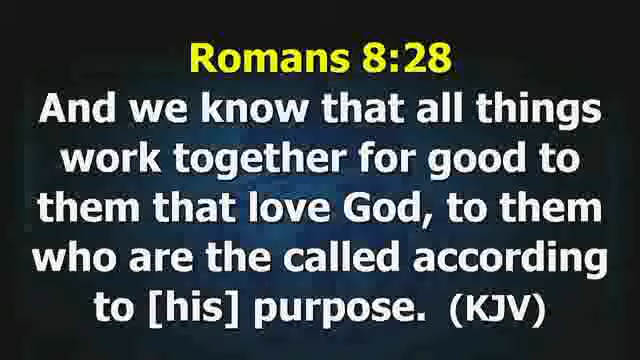 Romans 8:28
And we know that all things
work together for good to
them that love God, to them
who are the called according
to [his] purpose. (KJV)